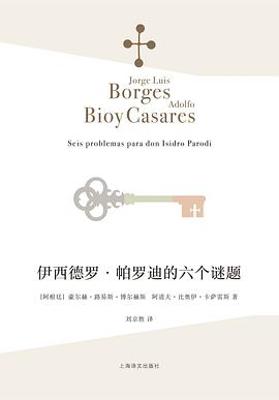 Jorge Luis
Borges
Adolfo
Bioy Casares
Seis problemas para don Isidro Parodi
伊西德罗·帕罗迪的六个谜题
[阿根廷] 豪尔赫·路易斯·博尔赫斯 阿道夫·比奥伊·卡萨雷斯 著
刘京胜 译
上海译文出版社